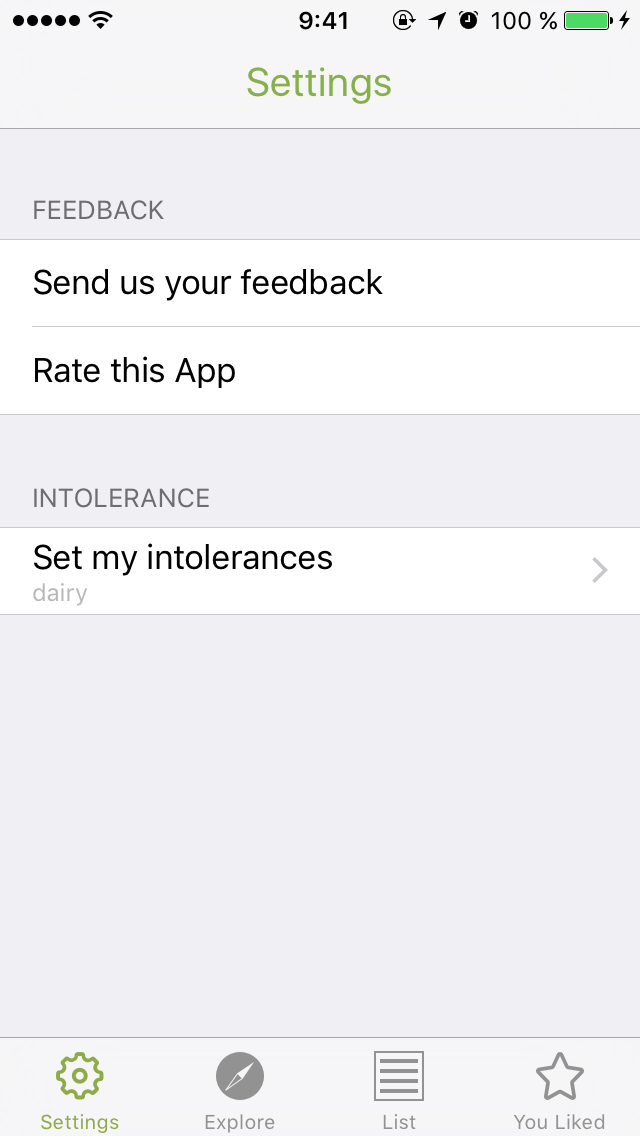 9:41 100 %
Settings
FEEDBACK
Send us your feedback
Rate this App
INTOLERANCE
Set my intolerances
dairy
Settings Explore List You Liked